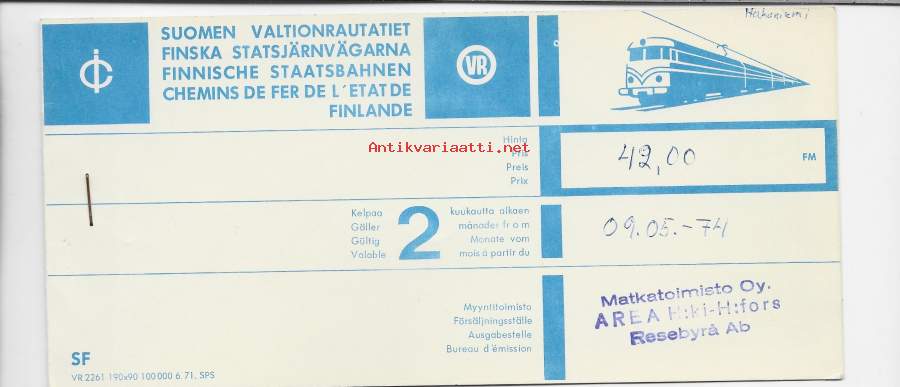 Hakaniemi
SUOMEN VALTIONRAUTATIET
FINSKA STATSJÄRNVÄGARNA
FINNISCHE STAATSBAHNEN
CHEMINS DE FER DE L'ETAT DE
FINLANDE
VR
Antikvariaatti.net
Hinta
Pris
Preis
Prix
42,00
FM
Kelpaa
Gäller
Gültig
Valable
2
kuukautta alkaen
månader fr o m
Monate vom
mois à partir du
09.05.-74
Myyntitoimisto
Försäljningsställe
Ausgabestelle
Bureau d'émission
Matkatoimisto Oy.
AREA H:ki-H:fors
Resebyrå Ab
SF
VR 2261 190x90 100 000 6. 71. SPS